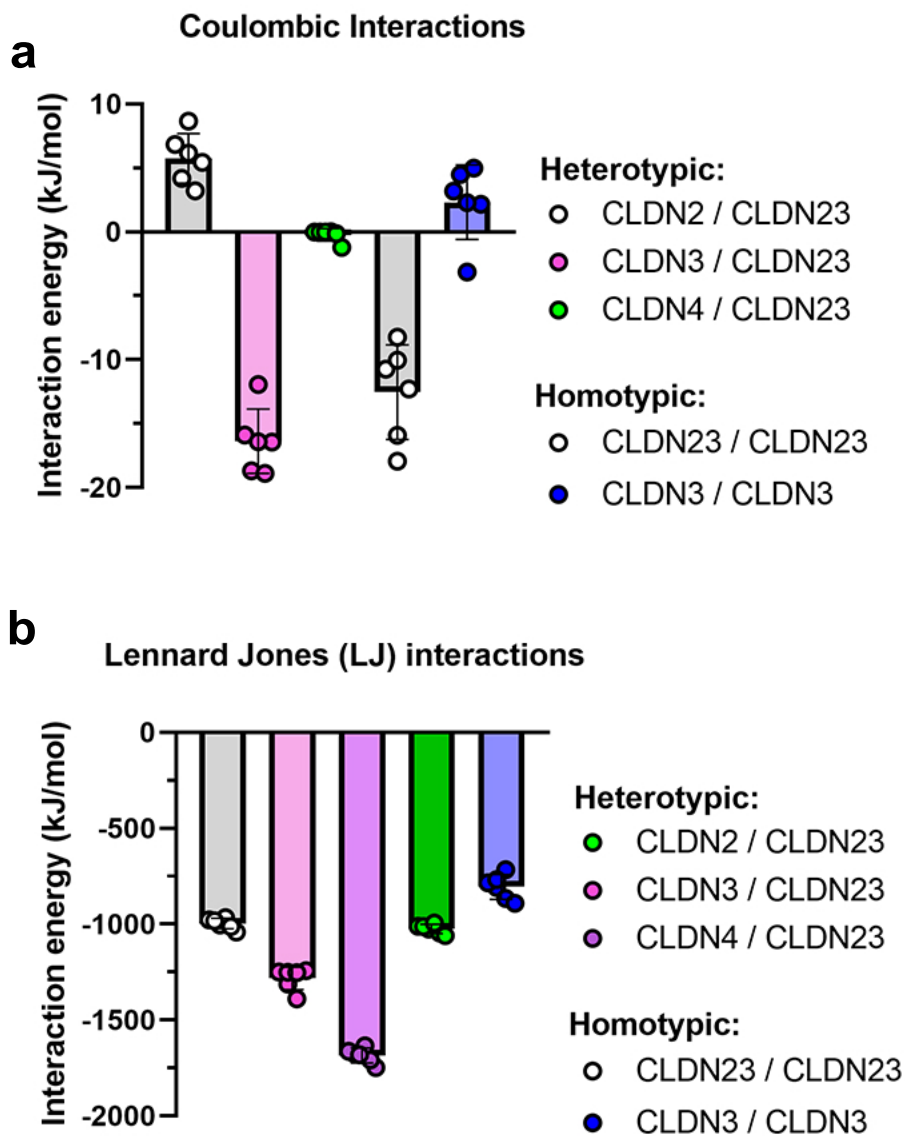 Coulombic Interactions
a
Interaction energy (kJ/mol)
10
0
-10
-20
Heterotypic:
CLDN2 / CLDN23
CLDN3 / CLDN23
CLDN4 / CLDN23
Homotypic:
CLDN23 / CLDN23
CLDN3 / CLDN3
b
Lennard Jones (LJ) interactions
Interaction energy (kJ/mol)
0
-500
-1000
-1500
-2000
Heterotypic:
CLDN2 / CLDN23
CLDN3 / CLDN23
CLDN4 / CLDN23
Homotypic:
CLDN23 / CLDN23
CLDN3 / CLDN3